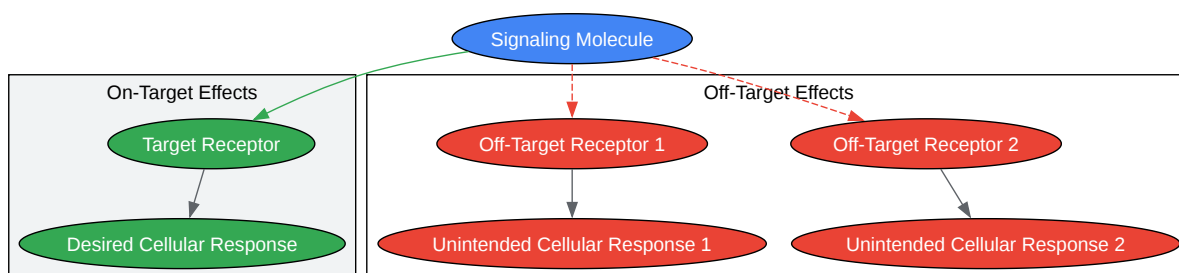 Signaling Molecule
On-Target Effects
Off-Target Effects
Target Receptor
Off-Target Receptor 1
Off-Target Receptor 2
Desired Cellular Response
Unintended Cellular Response 1
Unintended Cellular Response 2